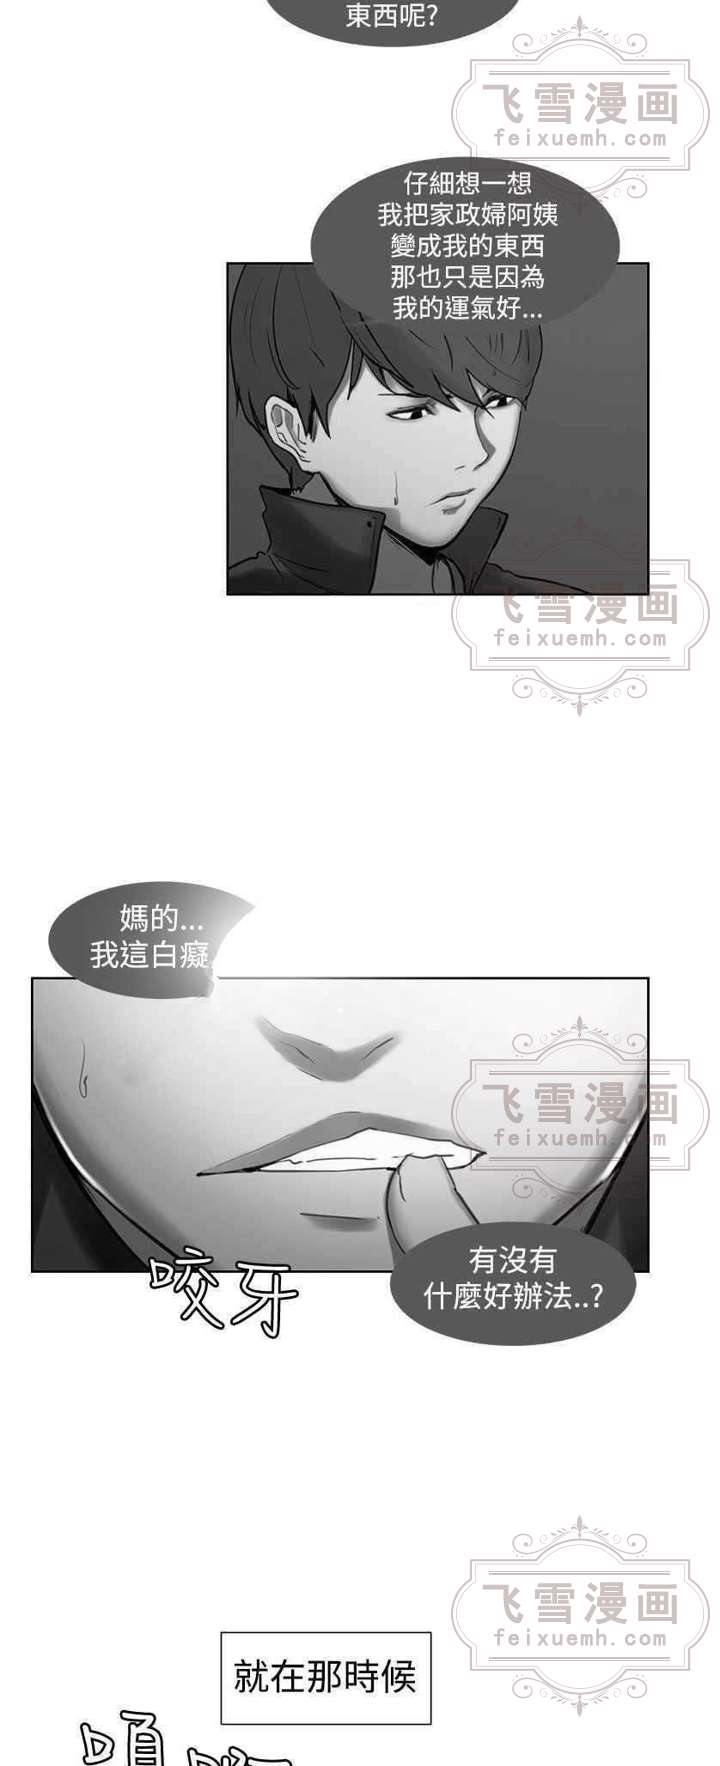 東西呢?
飞雪漫画
feixuemh.com
仔細想一想
我把家政婦阿姨
變成我的東西
那也只是因為
我的運氣好...
飞雪漫画
feixuemh.com
媽的...
我這白癡
飞雪漫画
feixuemh.com
有沒有
什麼好辦法..?
咬牙
飞雪漫画
feixuemh.com
就在那時候